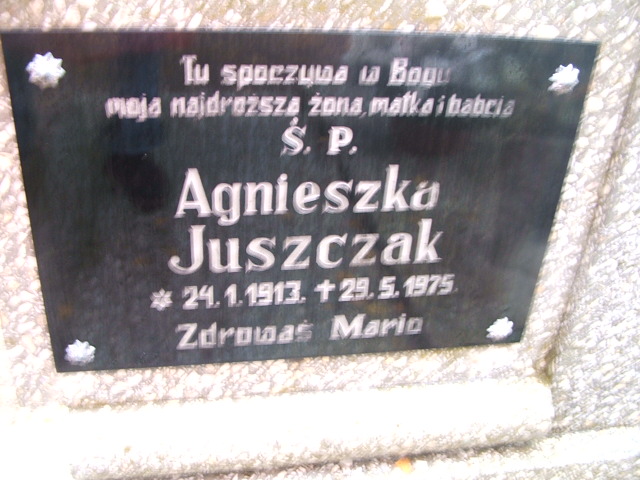 Tu spoczywa w Bogu
moja najdroższa żona, matka i babcia
Ś. P.
Agnieszka
Juszczak
* 24.1.1913. + 29.5.1975.
Zdrowaś Mario